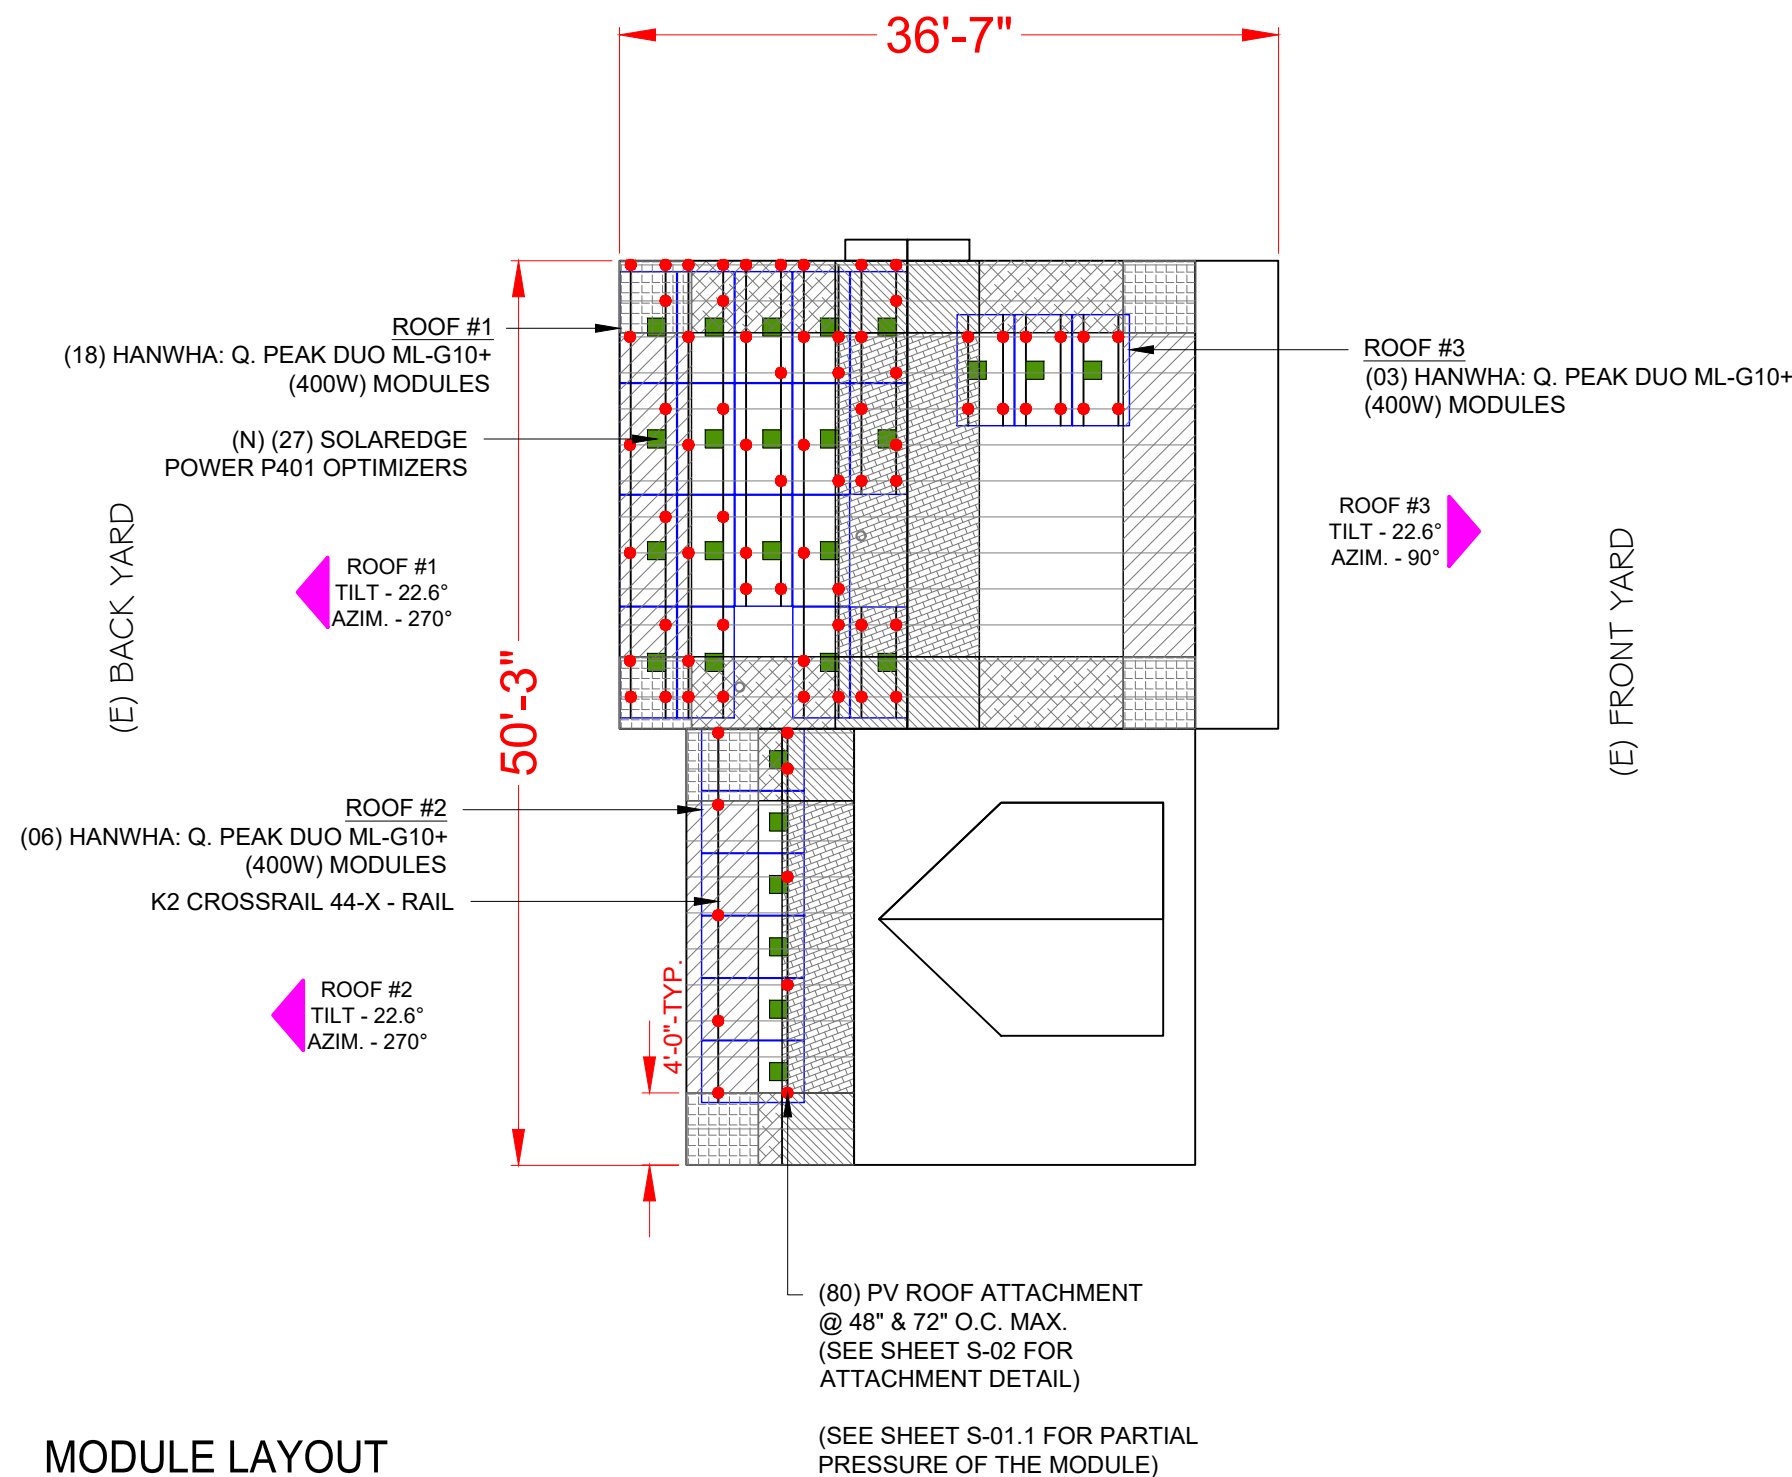 36'-7"
ROOF #1
(18) HANWHA: Q. PEAK DUO ML-G10+
(400W) MODULES
(N) (27) SOLAREDGE
POWER P401 OPTIMIZERS
ROOF #3
(03) HANWHA: Q. PEAK DUO ML-G10+
(400W) MODULES
(E) BACK YARD
ROOF #1
TILT - 22.6°
AZIM. - 270°
50'-3"
ROOF #3
TILT - 22.6°
AZIM. - 90°
(E) FRONT YARD
ROOF #2
(06) HANWHA: Q. PEAK DUO ML-G10+
(400W) MODULES
K2 CROSSRAIL 44-X - RAIL
ROOF #2
TILT - 22.6°
AZIM. - 270°
4'-0"-TYP.
(80) PV ROOF ATTACHMENT
@ 48" & 72" O.C. MAX.
(SEE SHEET S-02 FOR
ATTACHMENT DETAIL)
(SEE SHEET S-01.1 FOR PARTIAL
PRESSURE OF THE MODULE)
MODULE LAYOUT